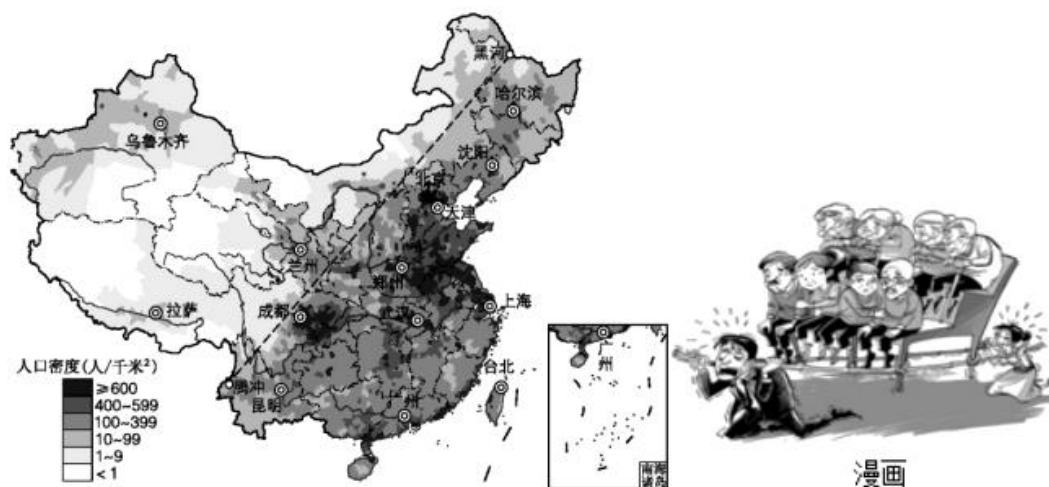 黑河
哈尔滨
乌鲁木齐
沈阳
北京
天津
兰州
郑州
拉萨
成都
武汉
上海
人口密度(人/千米²)
≥600
400~599
100~399
10~99
1~9
<1
腾冲
昆明
广州
台北
广州
南海
诸岛
漫画